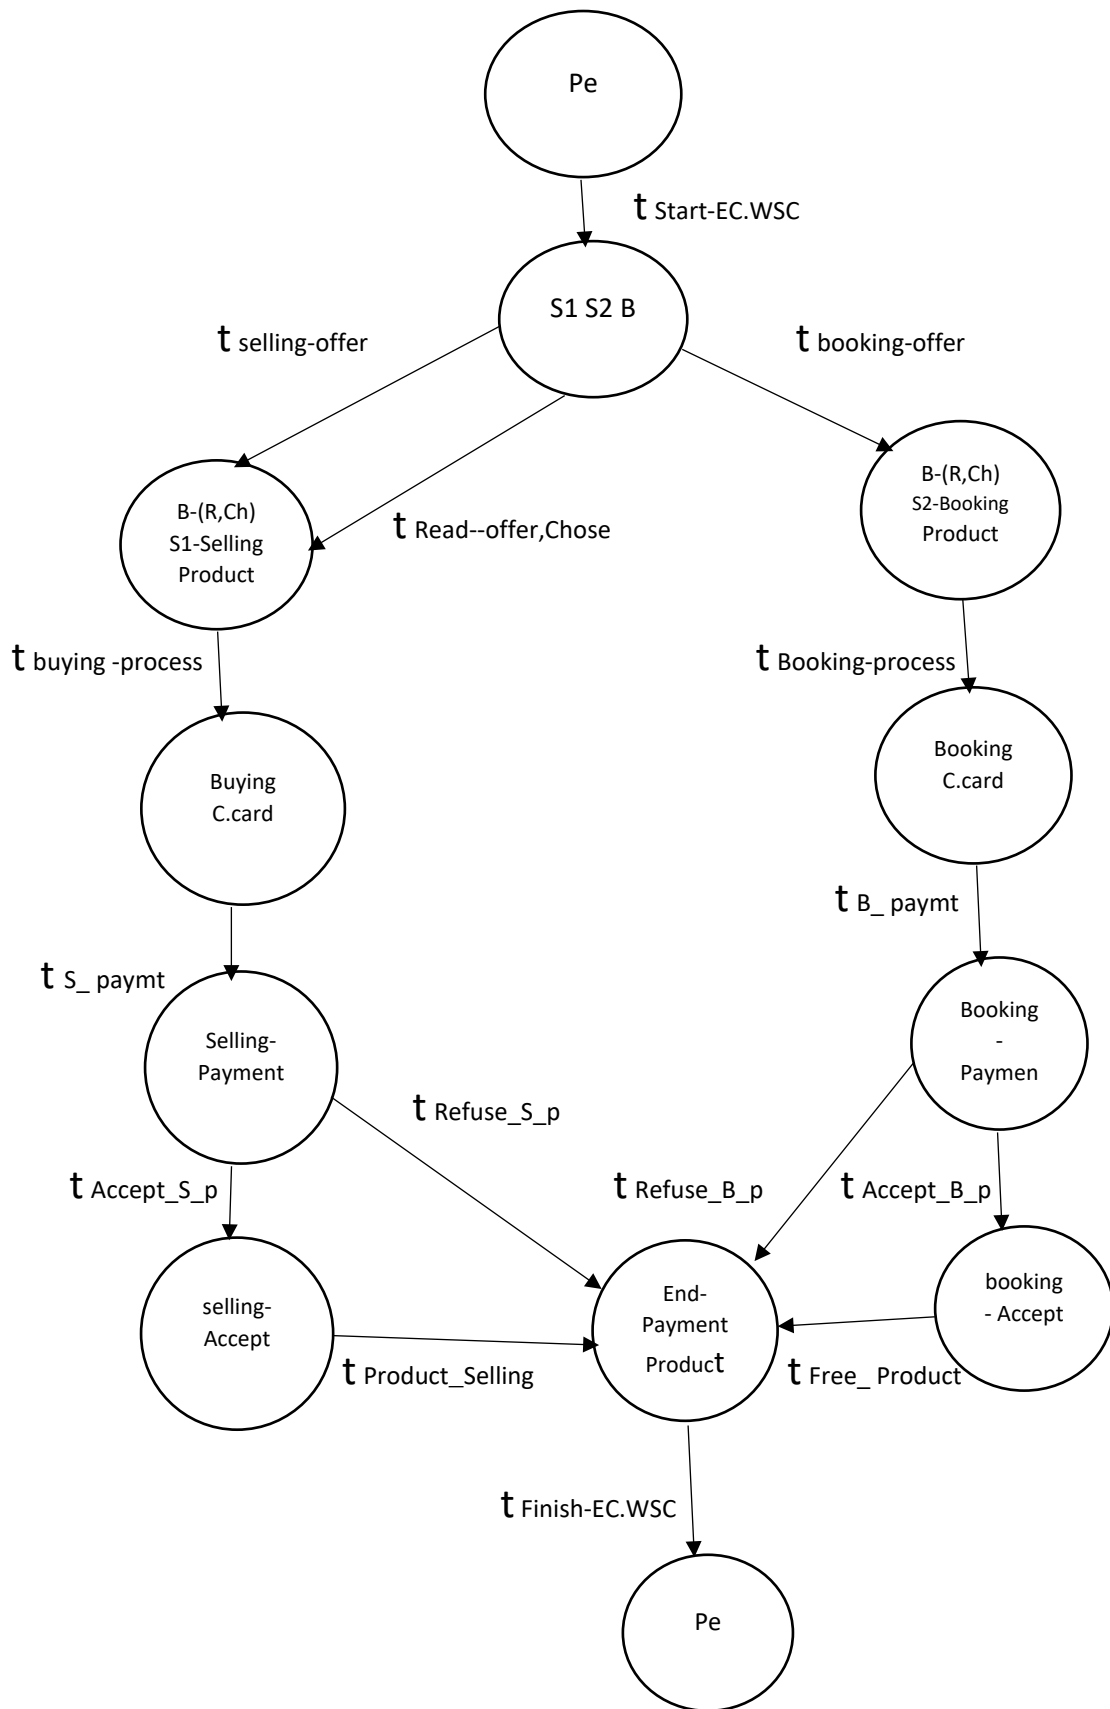 Pe
t Start-EC.WSC
S1 S2 B
t selling-offer
t booking-offer
B-(R,Ch)
S1-Selling
Product
t Read--offer,Chose
B-(R,Ch)
S2-Booking
Product
t buying -process
t Booking-process
Buying
C.card
Booking
C.card
t S_ paymt
t B_ paymt
Selling-
Payment
Booking
-
Paymen
t Refuse_S_p
t Accept_S_p
t Refuse_B_p
t Accept_B_p
selling-
Accept
End-
Payment
Product
booking
- Accept
t Product_Selling
t Free_ Product
t Finish-EC.WSC
Pe